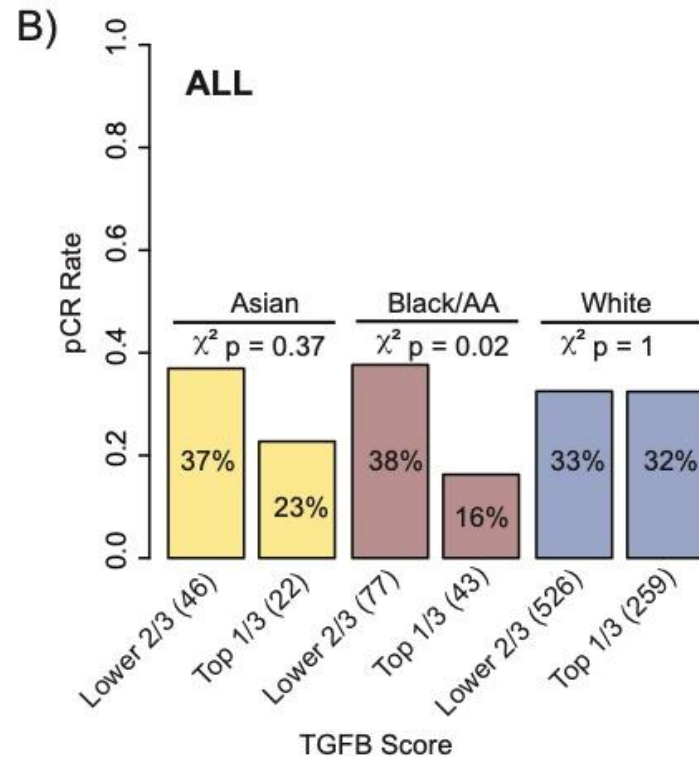 B)
ALL
pCR Rate
1.0
0.8
0.6
0.4
0.2
0.0
Asian
χ² p = 0.37
Black/AA
χ² p = 0.02
White
χ² p = 1
37%
23%
38%
16%
33%
32%
Lower 2/3 (46)
Top 1/3 (22)
Lower 2/3 (77)
Top 1/3 (43)
Lower 2/3 (526)
Top 1/3 (259)
TGFB Score